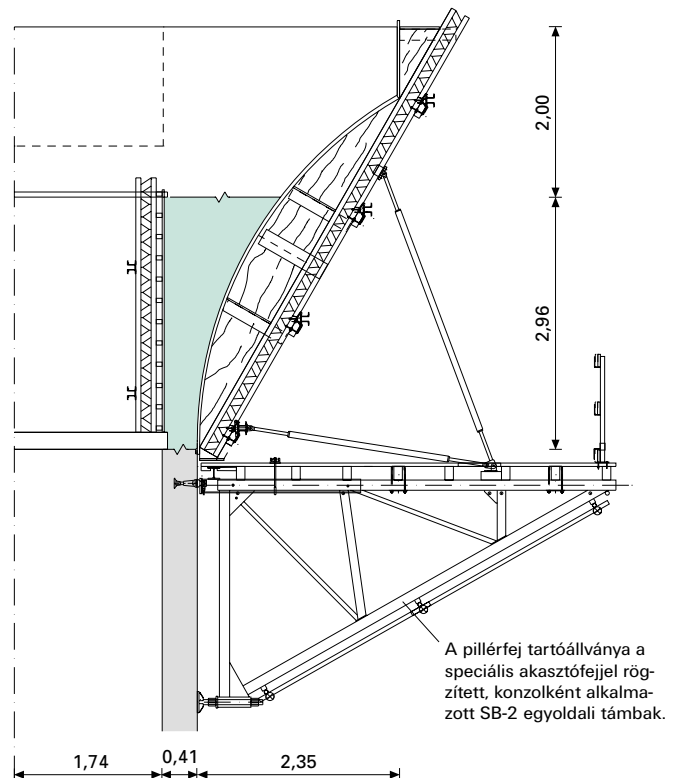 2,00
2,96
A pillérfej tartóállványa a
speciális akasztófejjel rög-
zített, konzolként alkalma-
zott SB-2 egyoldali támbak.
1,74
0,41
2,35